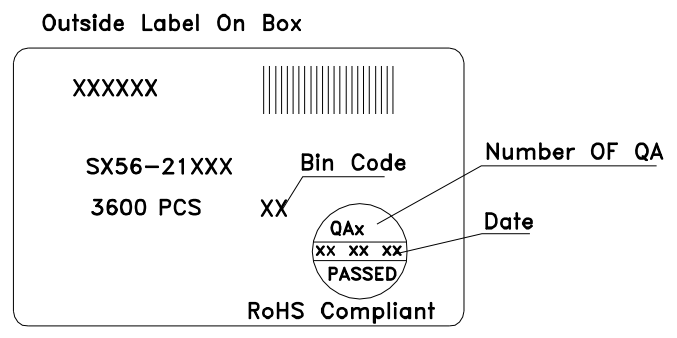 Outside Label On Box
XXXXXX
SX56-21XXX
Bin Code
Number OF QA
3600 PCS
XX
Date
QAx
xx xx xx
PASSED
RoHS Compliant